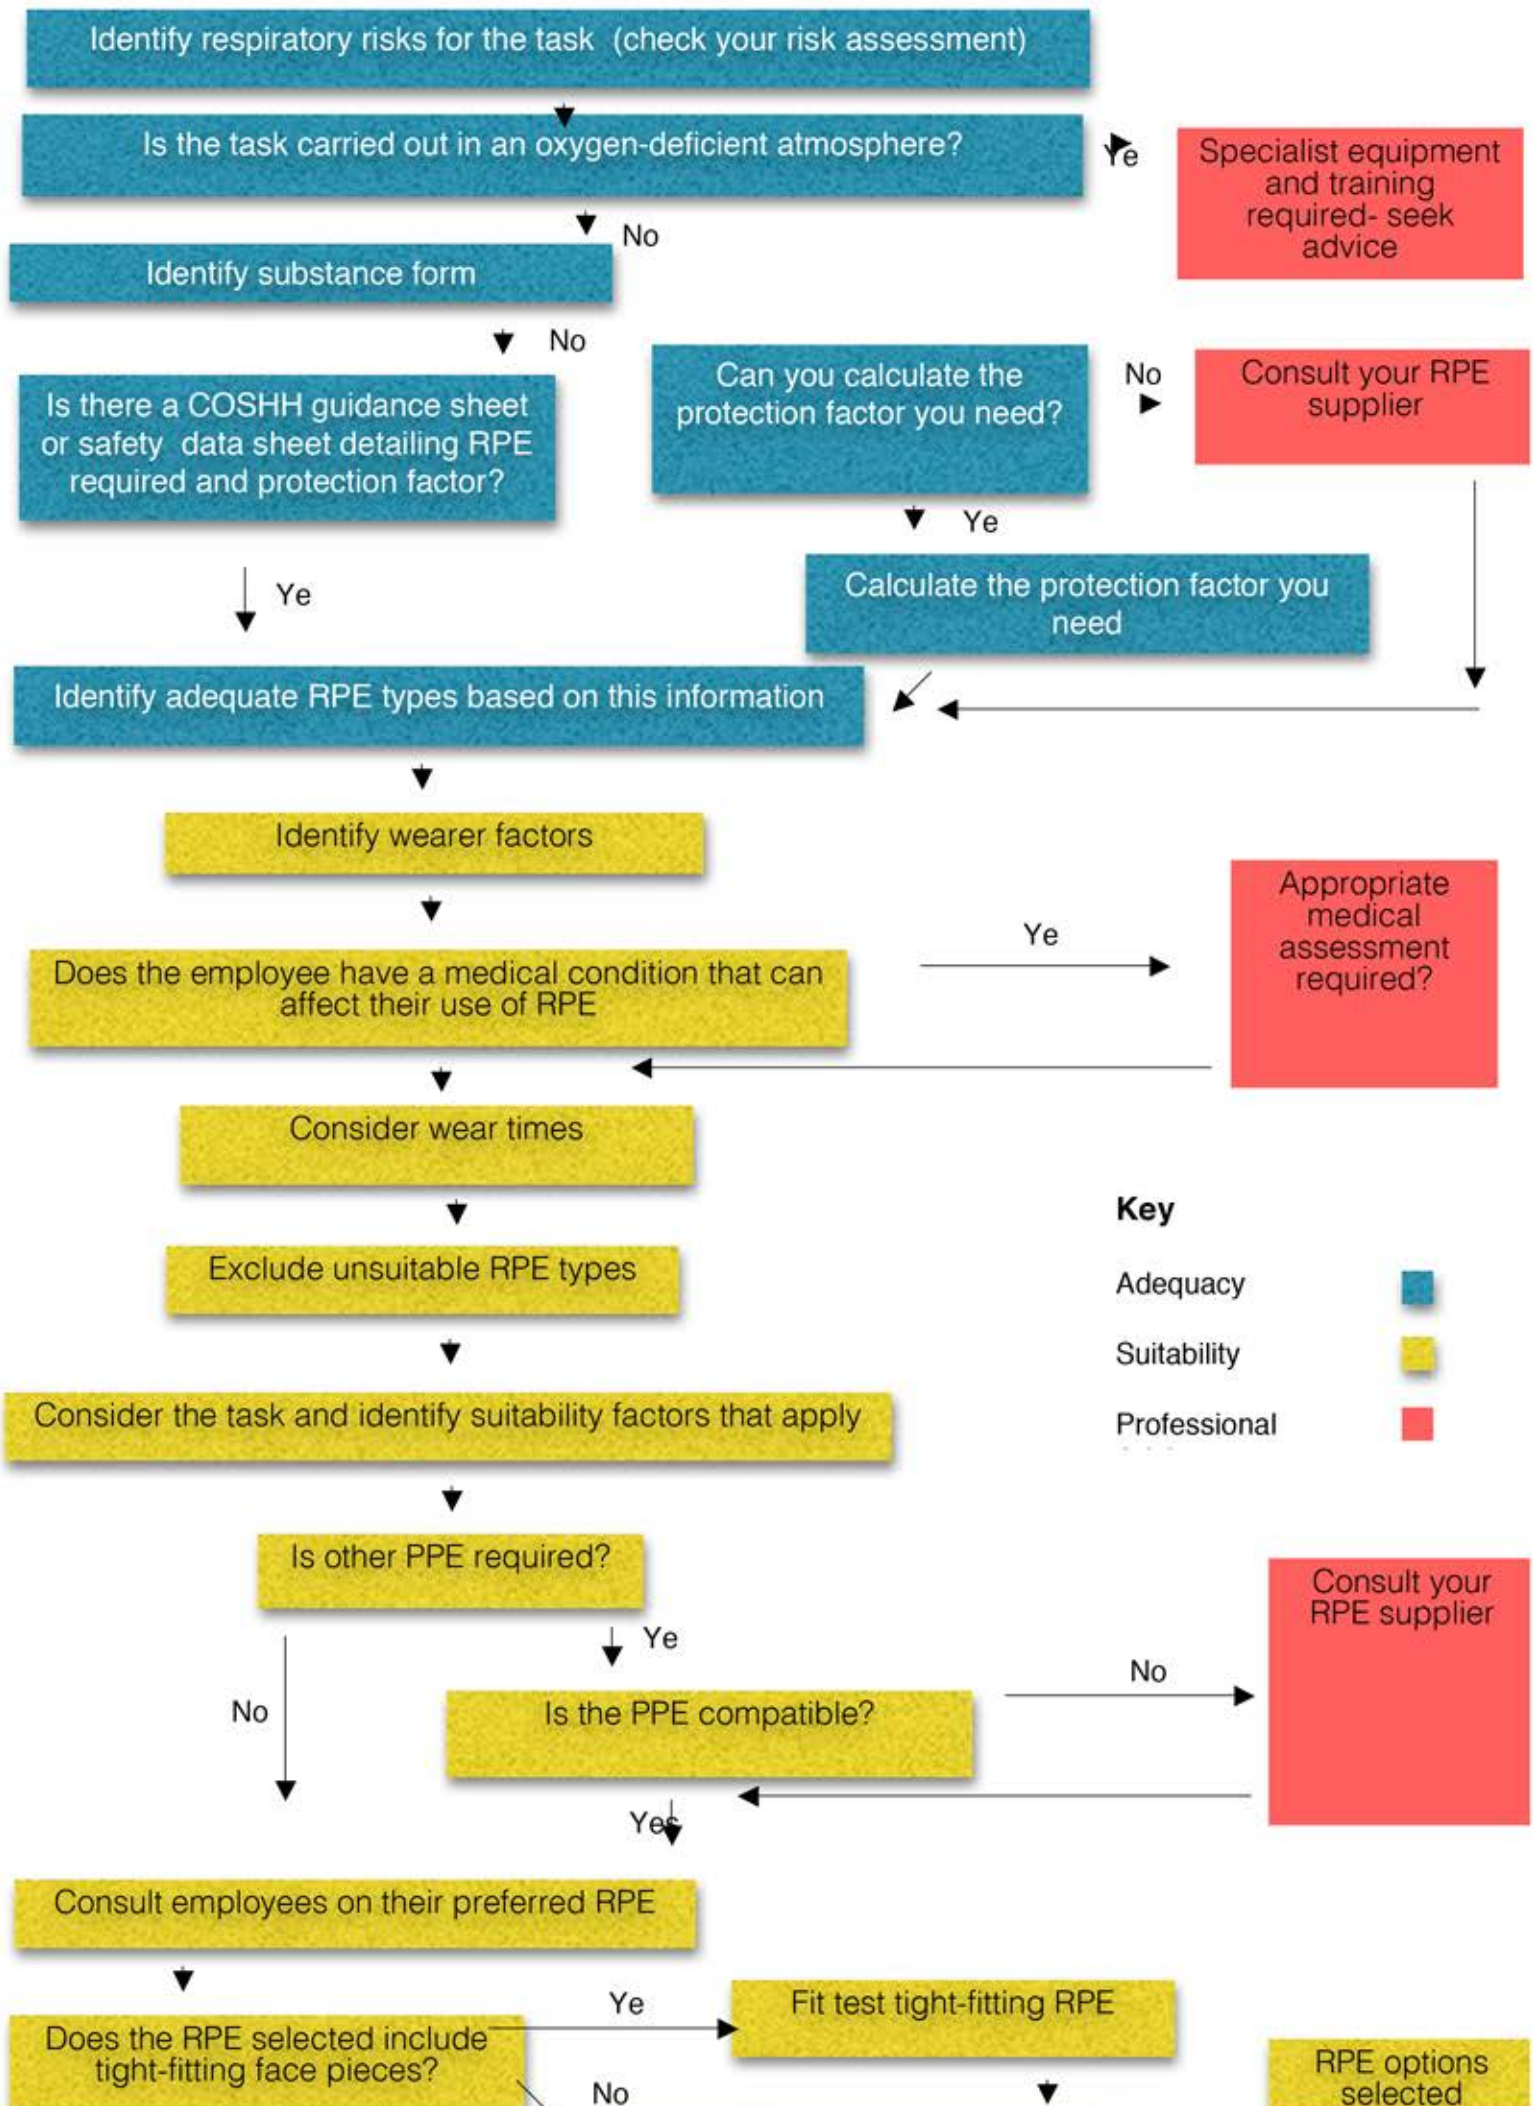 Identify respiratory risks for the task (check your risk assessment)
Is the task carried out in an oxygen-deficient atmosphere?
Ye
Specialist equipment
and training
required- seek
advice
No
Identify substance form
No
Is there a COSHH guidance sheet
or safety data sheet detailing RPE
required and protection factor?
Can you calculate the
protection factor you need?
No
Consult your RPE
supplier
Ye
Calculate the protection factor you
need
Ye
Identify adequate RPE types based on this information
Identify wearer factors
Does the employee have a medical condition that can
affect their use of RPE
Ye
Appropriate
medical
assessment
required?
Consider wear times
Exclude unsuitable RPE types
Key
Adequacy
Suitability
Professional
Consider the task and identify suitability factors that apply
Is other PPE required?
Ye
No
Is the PPE compatible?
No
Consult your
RPE supplier
Yes
Consult employees on their preferred RPE
Does the RPE selected include
tight-fitting face pieces?
Ye
Fit test tight-fitting RPE
No
RPE options
selected